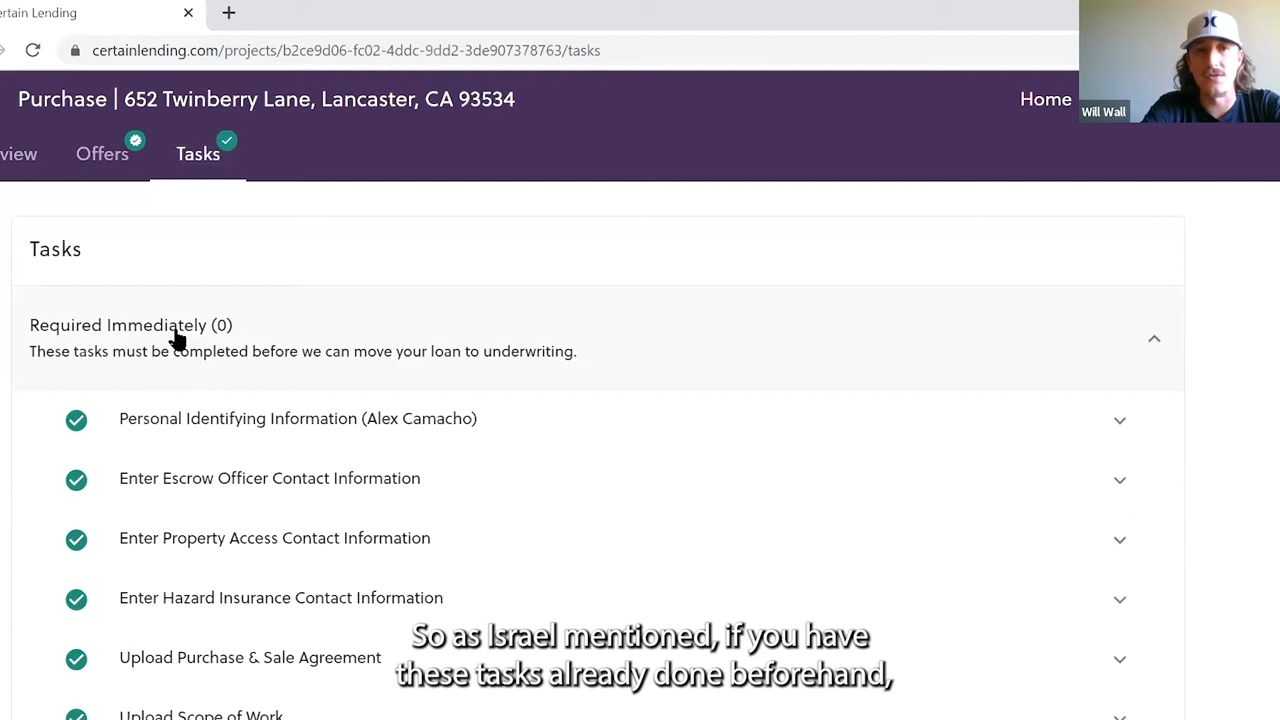 ertain Lending
certainlending.com/projects/b2ce9d06-fc02-4ddc-9dd2-3de907378763/tasks
Purchase | 652 Twinberry Lane, Lancaster, CA 93534
Home
Will Wall
view
Offers
Tasks
Tasks
Required Immediately (0)
These tasks must be completed before we can move your loan to underwriting.
Personal Identifying Information (Alex Camacho)
Enter Escrow Officer Contact Information
Enter Property Access Contact Information
Enter Hazard Insurance Contact Information
Upload Purchase & Sale Agreement
Upload Scope of Work
So as Israel mentioned, if you have
these tasks already done beforehand,